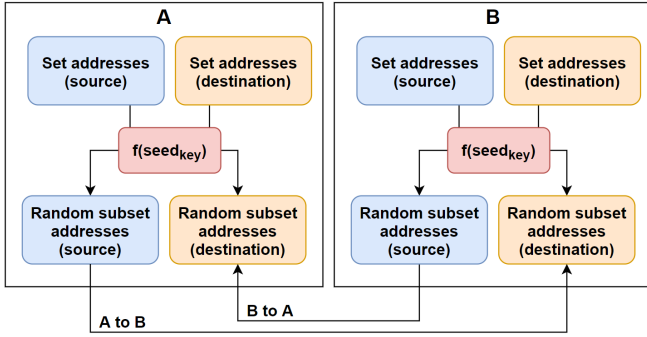 A
Set addresses
(source)
Set addresses
(destination)
f(seedkey)
Random subset
addresses
(source)
Random subset
addresses
(destination)
B
Set addresses
(source)
Set addresses
(destination)
f(seedkey)
Random subset
addresses
(source)
Random subset
addresses
(destination)
B to A
A to B